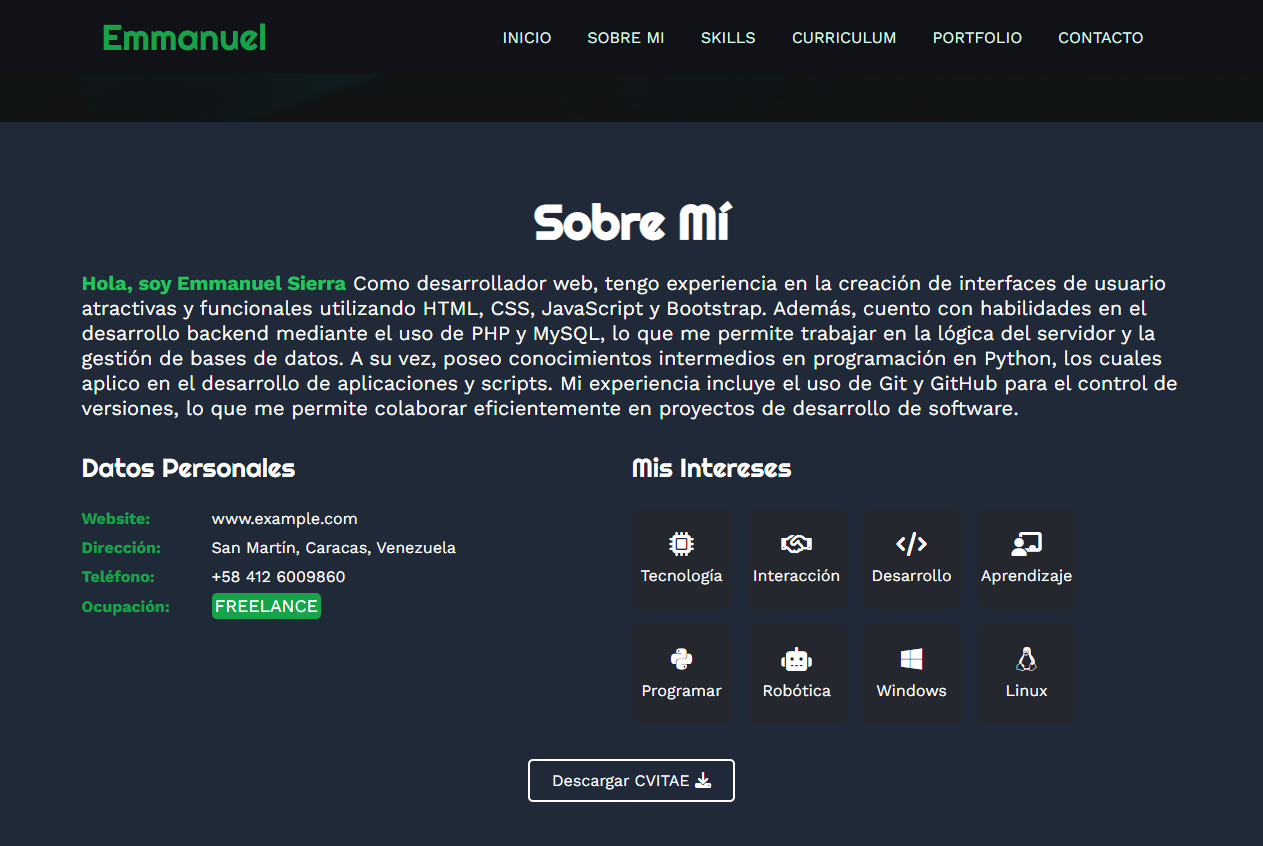 Emmanuel
INICIO SOBRE MI SKILLS CURRICULUM PORTFOLIO CONTACTO
Sobre Mí
Hola, soy Emmanuel Sierra Como desarrollador web, tengo experiencia en la creación de interfaces de usuario
atractivas y funcionales utilizando HTML, CSS, JavaScript y Bootstrap. Además, cuento con habilidades en el
desarrollo backend mediante el uso de PHP y MySQL, lo que me permite trabajar en la lógica del servidor y la
gestión de bases de datos. A su vez, poseo conocimientos intermedios en programación en Python, los cuales
aplico en el desarrollo de aplicaciones y scripts. Mi experiencia incluye el uso de Git y GitHub para el control de
versiones, lo que me permite colaborar eficientemente en proyectos de desarrollo de software.
Datos Personales
Website: www.example.com
Dirección: San Martín, Caracas, Venezuela
Teléfono: +58 412 6009860
Ocupación: FREELANCE
Mis Intereses
Tecnología Interacción Desarrollo Aprendizaje
Programar Robótica Windows Linux
Descargar CVITAE